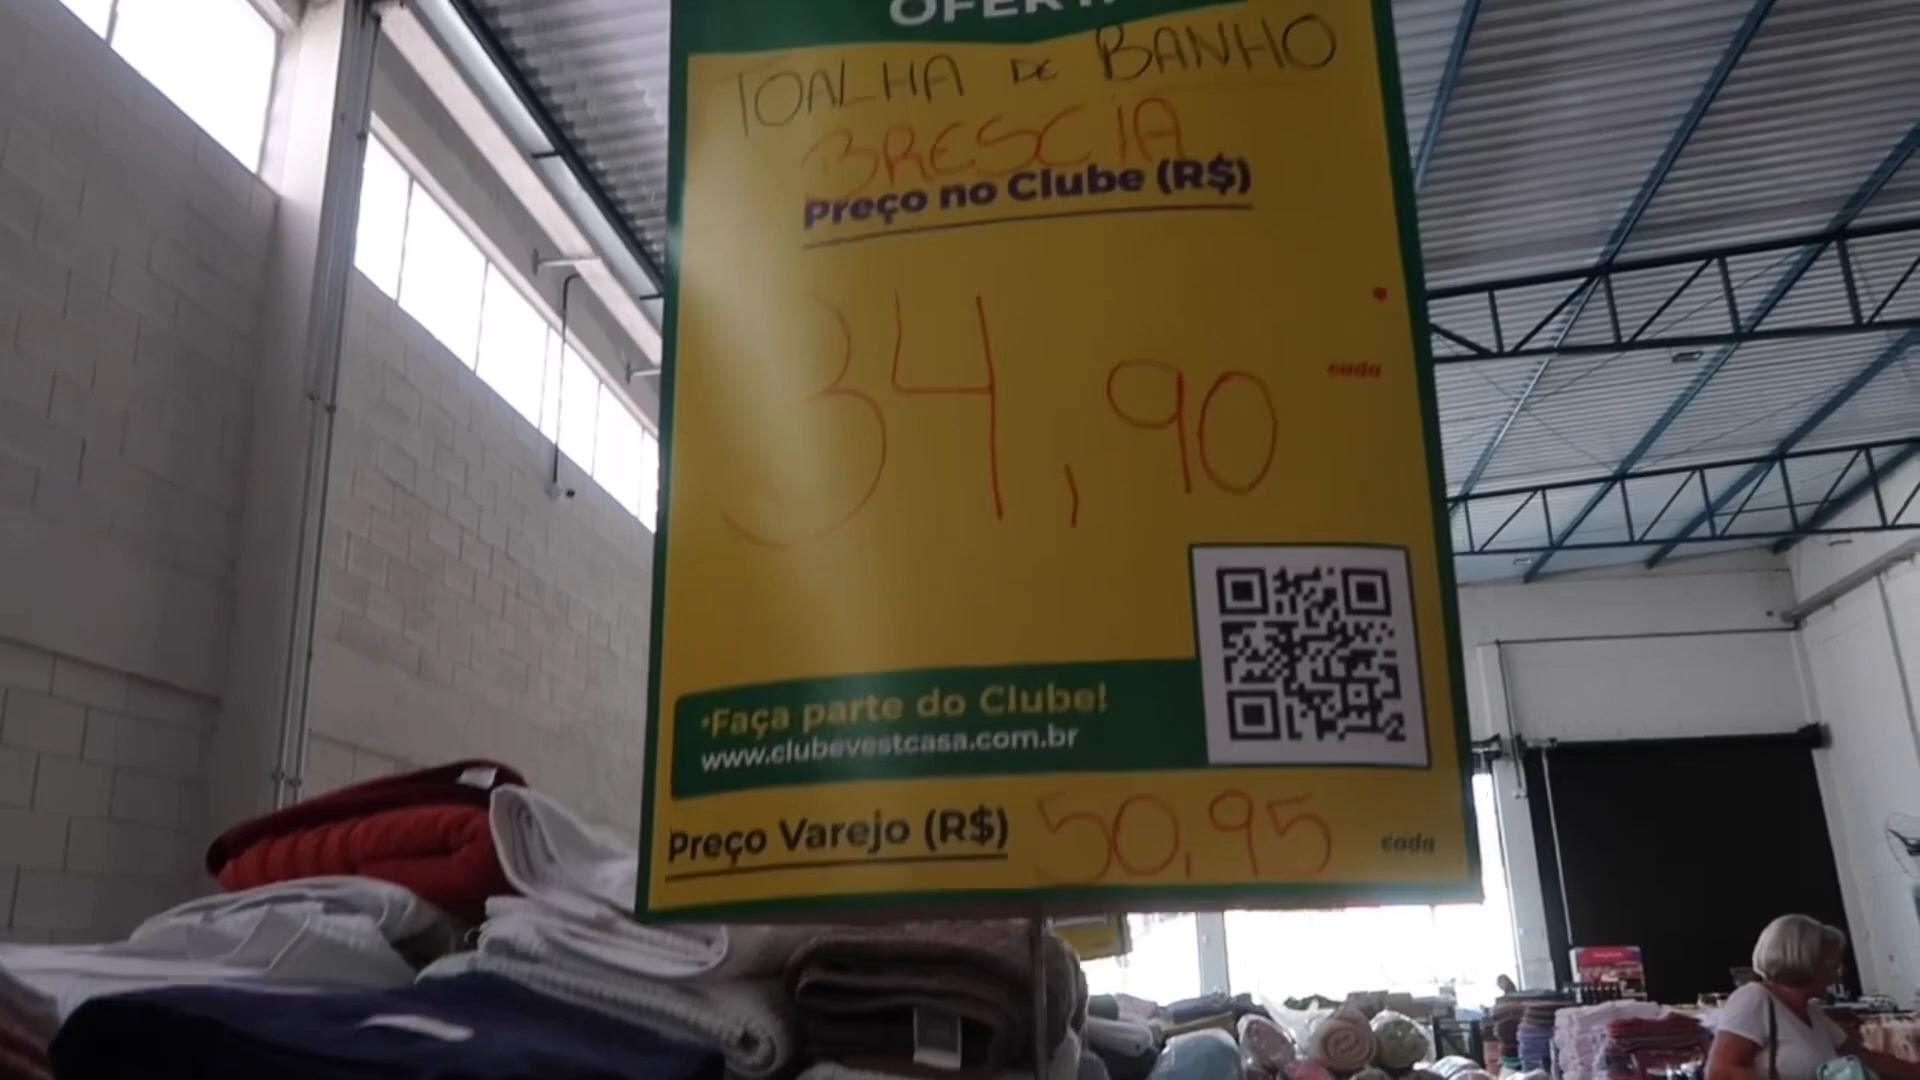 TOALHA DE BANHO
BRESCIA
Preço no Clube (R$)
34,90
cada
•Faça parte do Clube!
www.clubevestcasa.com.br
Preço Varejo (R$) 50,95 cada